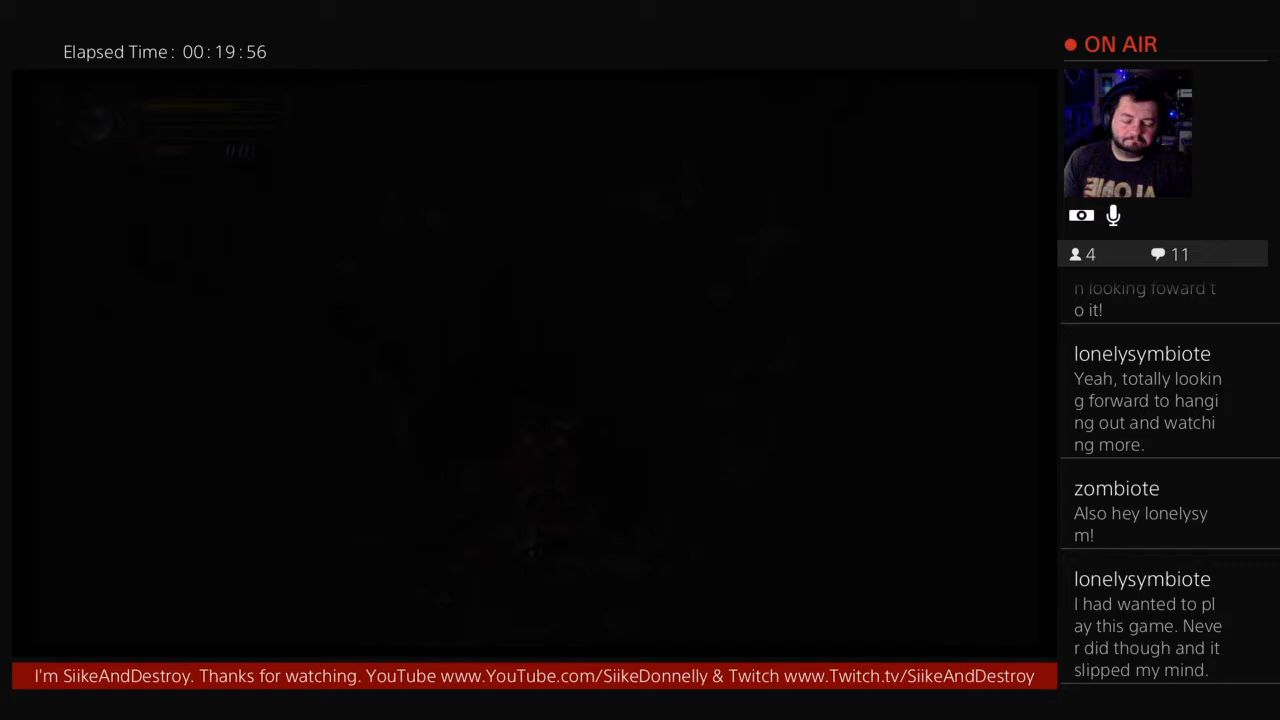 Elapsed Time: 00:19:56
ON AIR
4 11
n looking foward t
o it!
lonelysymbiote
Yeah, totally lookin
g forward to hangi
ng out and watchi
ng more.
zombiote
Also hey lonelysy
m!
lonelysymbiote
I had wanted to pl
ay this game. Neve
r did though and it
slipped my mind.
I'm SiikeAndDestroy. Thanks for watching. YouTube www.YouTube.com/SiikeDonnelly & Twitch www.Twitch.tv/SiikeAndDestroy